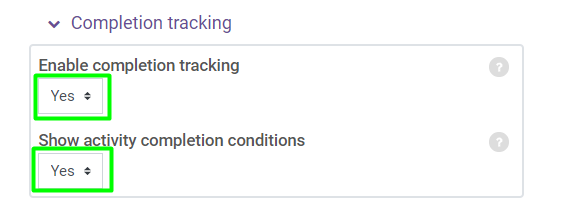 Completion tracking
Enable completion tracking
?
Yes
Show activity completion conditions
?
Yes